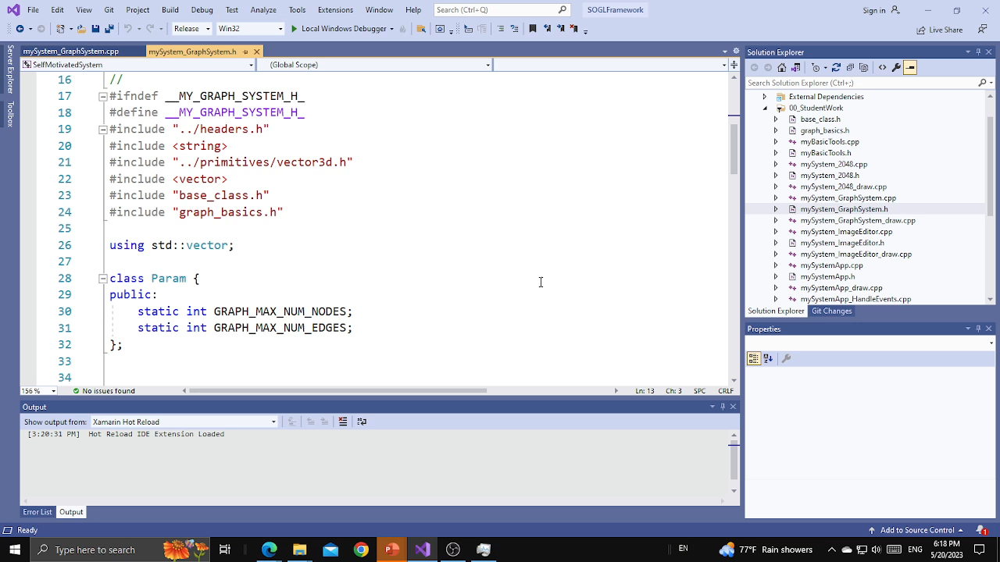 File Edit View Git Project Build Debug Test Analyze Tools Extensions Window Help Search (Ctrl+Q) SOGLFramework Sign in
Release Win32 Local Windows Debugger Live Share
Server Explorer
Toolbox
mySystem_GraphSystem.cpp mySystem_GraphSystem.h
SelfMotivatedSystem (Global Scope)
16 //
17 #ifndef __MY_GRAPH_SYSTEM_H_
18 #define __MY_GRAPH_SYSTEM_H_
19 #include "../headers.h"
20 #include <string>
21 #include "../primitives/vector3d.h"
22 #include <vector>
23 #include "base_class.h"
24 #include "graph_basics.h"
25
26 using std::vector;
27
28 class Param {
29 public:
30 static int GRAPH_MAX_NUM_NODES;
31 static int GRAPH_MAX_NUM_EDGES;
32 };
33
34
156 % No issues found Ln: 13 Ch: 3 SPC CRLF
Output
Show output from: Xamarin Hot Reload
[3:20:31 PM] Hot Reload IDE Extension Loaded
Error List Output
Solution Explorer
Search Solution Explorer (Ctrl+;)
External Dependencies
00_StudentWork
base_class.h
graph_basics.h
myBasicTools.cpp
myBasicTools.h
mySystem_2048.cpp
mySystem_2048.h
mySystem_2048_draw.cpp
mySystem_GraphSystem.cpp
mySystem_GraphSystem.h
mySystem_GraphSystem_draw.cpp
mySystem_ImageEditor.cpp
mySystem_ImageEditor.h
mySystem_ImageEditor_draw.cpp
mySystemApp.cpp
mySystemApp.h
mySystemApp_draw.cpp
mySystemApp_HandleEvents.cpp
Solution Explorer Git Changes
Properties
Ready Add to Source Control 1
Type here to search EN 77°F Rain showers ENG 6:18 PM
5/20/2023